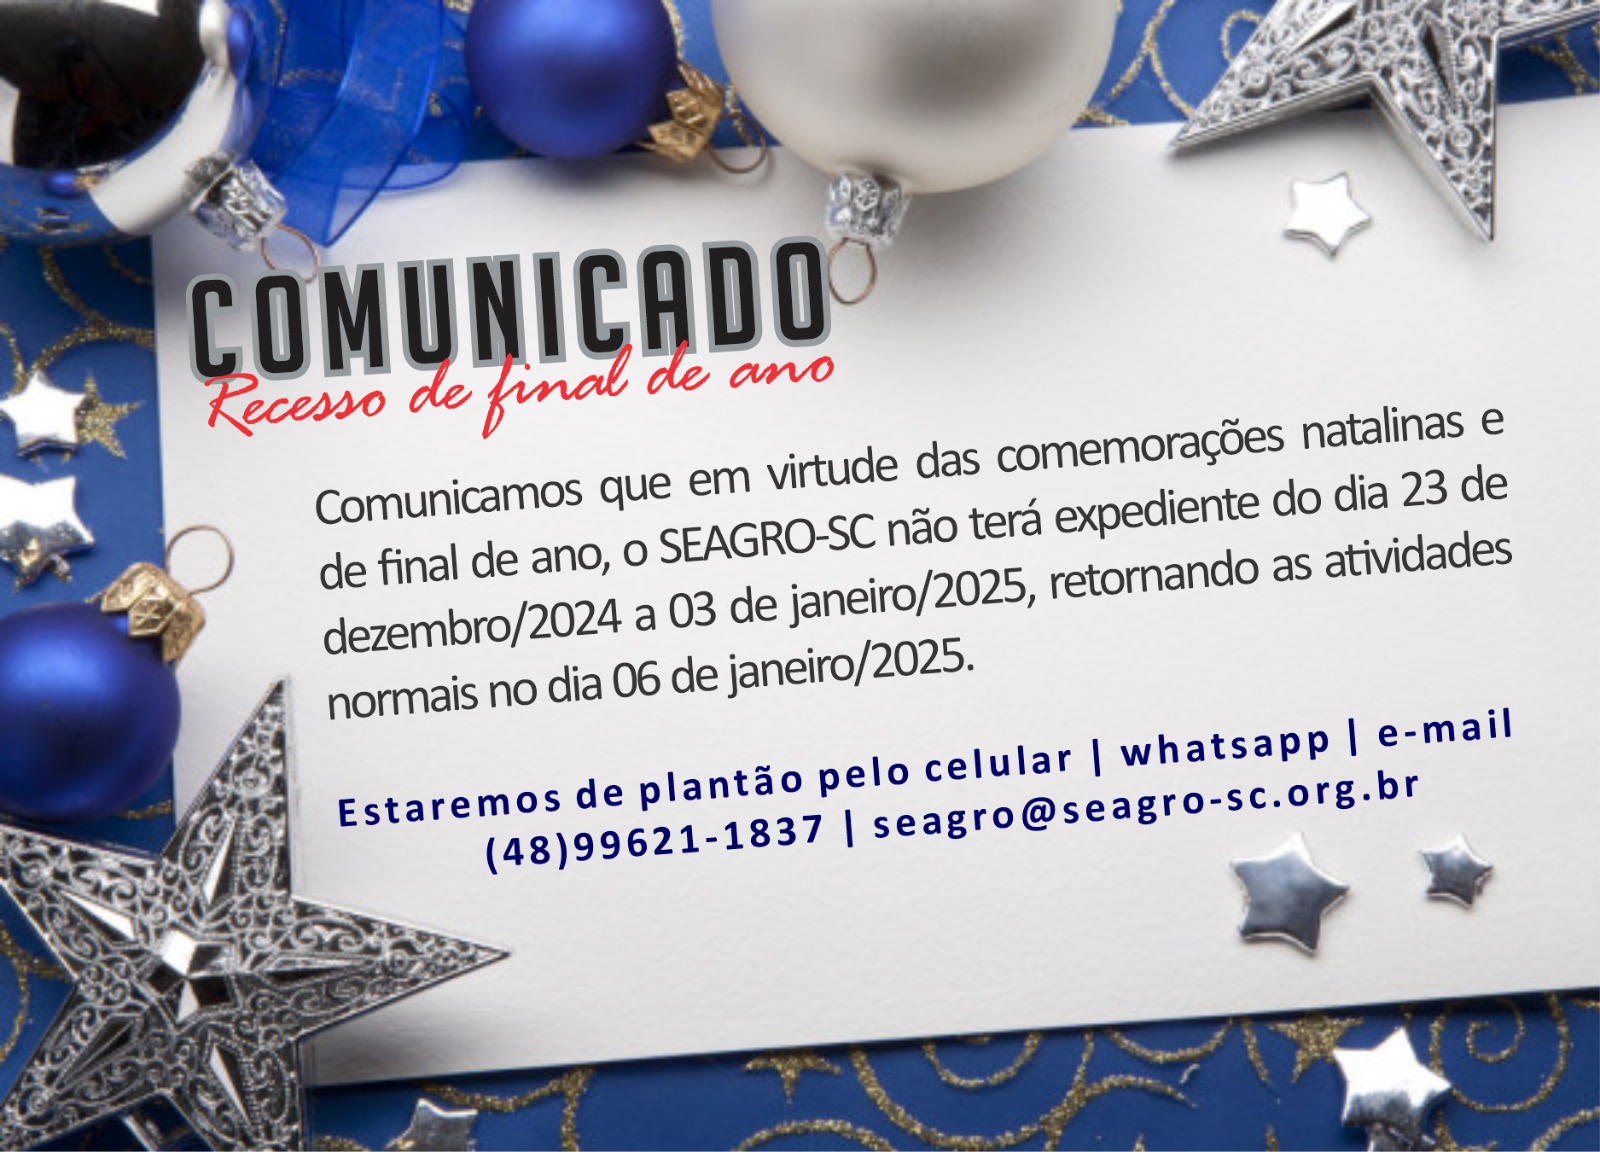 COMUNICADO
Recesso de final de ano
Comunicamos que em virtude das comemorações natalinas e
de final de ano, o SEAGRO-SC não terá expediente do dia 23 de
dezembro/2024 a 03 de janeiro/2025, retornando as atividades
normais no dia 06 de janeiro/2025.
Estaremos de plantão pelo celular | whatsapp | e-mail
(48)99621-1837 | seagro@seagro-sc.org.br